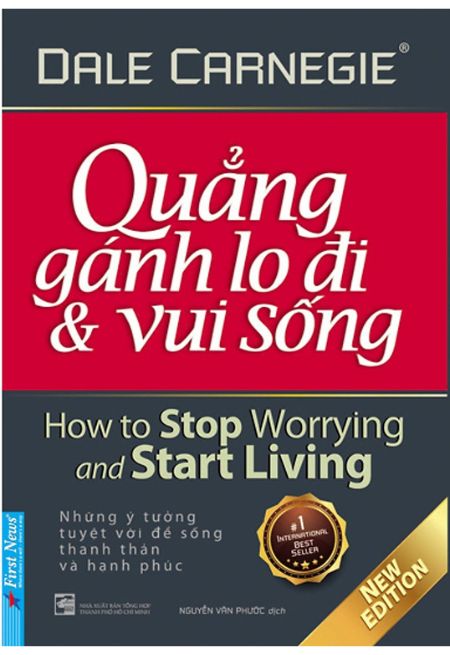 DALE CARNEGIE®
Quẳng
gánh lo đi
& vui sống
How to Stop Worrying
and Start Living
Những ý tưởng
tuyệt vời để sống
thanh thản
và hạnh phúc
#1
INTERNATIONAL
BEST
SELLER
NEW
EDITION
First News
NHÀ XUẤT BẢN TỔNG HỢP
THÀNH PHỐ HỒ CHÍ MINH
NGUYỄN VĂN PHƯỚC dịch